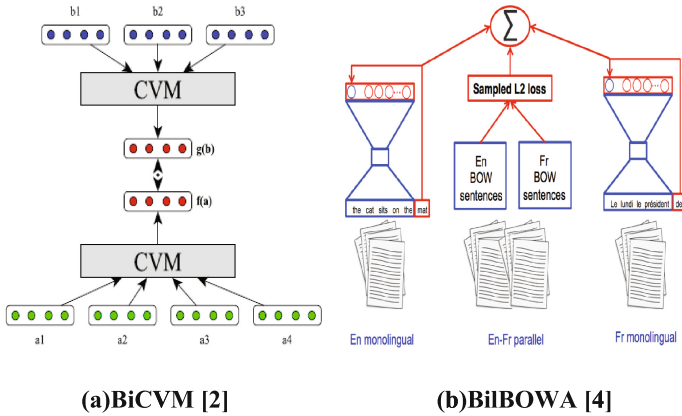 b1 b2 b3
CVM
g(b)
f(a)
CVM
a1 a2 a3 a4
(a)BiCVM [2]
∑
Sampled L2 loss
En
BOW
sentences
Fr
BOW
sentences
the cat sits on the mat
Le lundi le président de
En monolingual En-Fr parallel Fr monolingual
(b)BilBOWA [4]